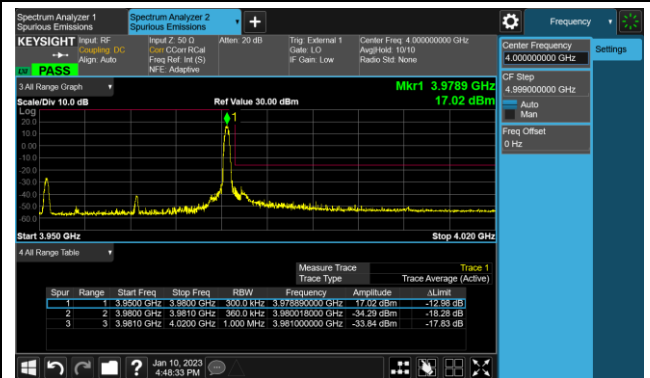 Spectrum Analyzer 1
Spurious Emissions
Spectrum Analyzer 2
Spurious Emissions
Frequency
KEYSIGHT
Input: RF
Coupling: DC
Align: Auto
Input Z: 50 Ω
Corr CCorr RCal
Freq Ref: Int (S)
NFE: Adaptive
Atten: 20 dB
Trig: External 1
Gate: LO
IF Gain: Low
Center Freq: 4.000000000 GHz
Avg|Hold: 10/10
Radio Std: None
LXI PASS
Center Frequency
4.000000000 GHz
Settings
CF Step
4.999000000 GHz
Auto
Man
Freq Offset
0 Hz
3 All Range Graph
Mkr1 3.9789 GHz
Scale/Div 10.0 dB
Ref Value 30.00 dBm
17.02 dBm
Log
1
20.0
10.0
0.00
-10.0
-20.0
-30.0
-40.0
-50.0
-60.0
Start 3.950 GHz
Stop 4.020 GHz
4 All Range Table
Measure Trace Trace 1
Trace Type Trace Average (Active)
Spur Range Start Freq Stop Freq RBW Frequency Amplitude ΔLimit
1 1 3.9500 GHz 3.9800 GHz 300.0 kHz 3.978890000 GHz 17.02 dBm -12.98 dB
2 2 3.9800 GHz 3.9810 GHz 360.0 kHz 3.980018000 GHz -34.29 dBm -18.28 dB
3 3 3.9810 GHz 4.0200 GHz 1.000 MHz 3.981000000 GHz -33.84 dBm -17.83 dB
Jan 10, 2023
4:48:33 PM